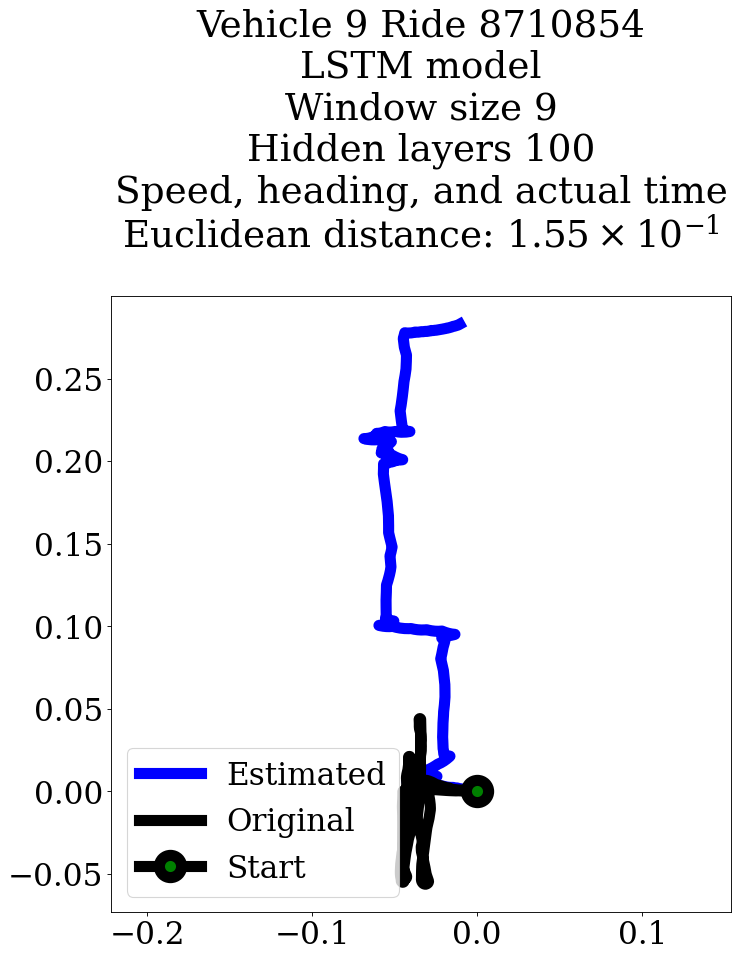 Vehicle 9 Ride 8710854
LSTM model
Window size 9
Hidden layers 100
Speed, heading, and actual time
Euclidean distance: 1.55 × 10⁻¹
0.25
0.20
0.15
0.10
0.05
0.00
−0.05
Estimated
Original
Start
−0.2 −0.1 0.0 0.1